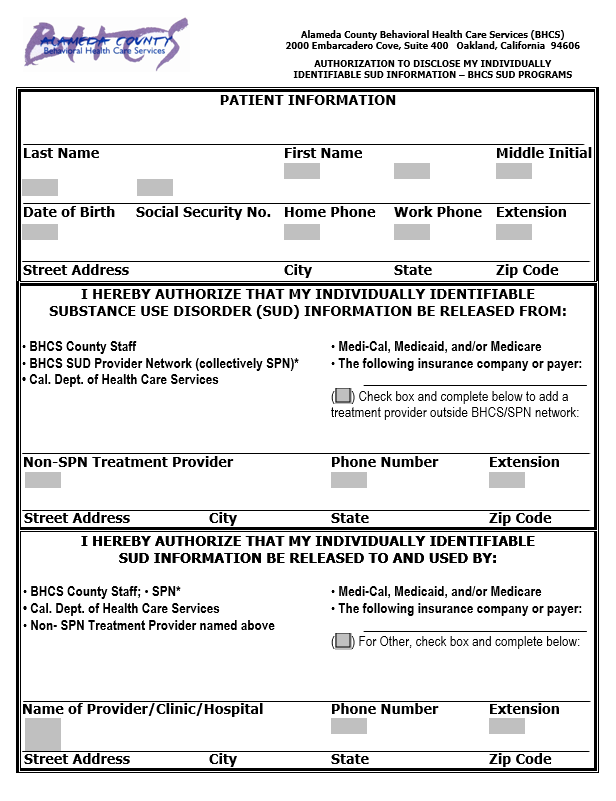 BHCS
ALAMEDA COUNTY
Behavioral Health Care Services
Alameda County Behavioral Health Care Services (BHCS)
2000 Embarcadero Cove, Suite 400   Oakland, California  94606
AUTHORIZATION TO DISCLOSE MY INDIVIDUALLY
IDENTIFIABLE SUD INFORMATION – BHCS SUD PROGRAMS
PATIENT INFORMATION
Last Name First Name Middle Initial
Date of Birth Social Security No. Home Phone Work Phone Extension
Street Address City State Zip Code
I HEREBY AUTHORIZE THAT MY INDIVIDUALLY IDENTIFIABLE
SUBSTANCE USE DISORDER (SUD) INFORMATION BE RELEASED FROM:
• BHCS County Staff
• BHCS SUD Provider Network (collectively SPN)*
• Cal. Dept. of Health Care Services
• Medi-Cal, Medicaid, and/or Medicare
• The following insurance company or payer:
( ) Check box and complete below to add a
treatment provider outside BHCS/SPN network:
Non-SPN Treatment Provider Phone Number Extension
Street Address City State Zip Code
I HEREBY AUTHORIZE THAT MY INDIVIDUALLY IDENTIFIABLE
SUD INFORMATION BE RELEASED TO AND USED BY:
• BHCS County Staff; • SPN*
• Cal. Dept. of Health Care Services
• Non- SPN Treatment Provider named above
• Medi-Cal, Medicaid, and/or Medicare
• The following insurance company or payer:
( ) For Other, check box and complete below:
Name of Provider/Clinic/Hospital Phone Number Extension
Street Address City State Zip Code